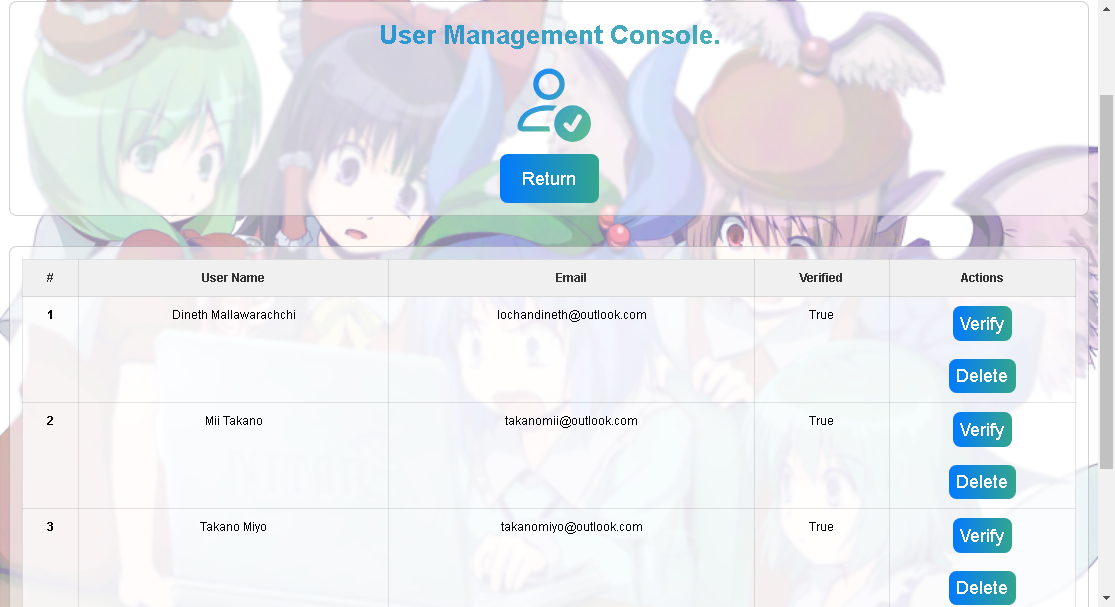 User Management Console.
Return
# User Name Email Verified Actions
1 Dineth Mallawarachchi lochandineth@outlook.com True Verify
Delete
2 Mii Takano takanomii@outlook.com True Verify
Delete
3 Takano Miyo takanomiyo@outlook.com True Verify
Delete